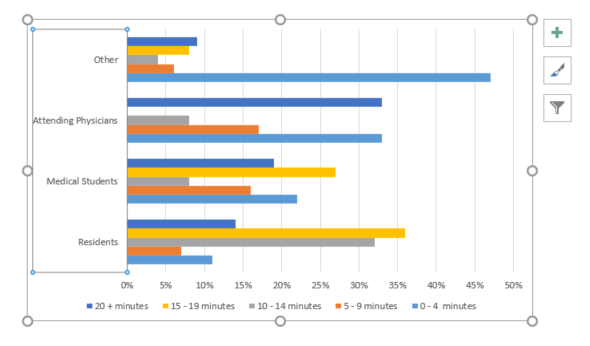 Other
Attending Physicians
Medical Students
Residents
0% 5% 10% 15% 20% 25% 30% 35% 40% 45% 50%
20 + minutes 15 - 19 minutes 10 - 14 minutes 5 - 9 minutes 0 - 4 minutes